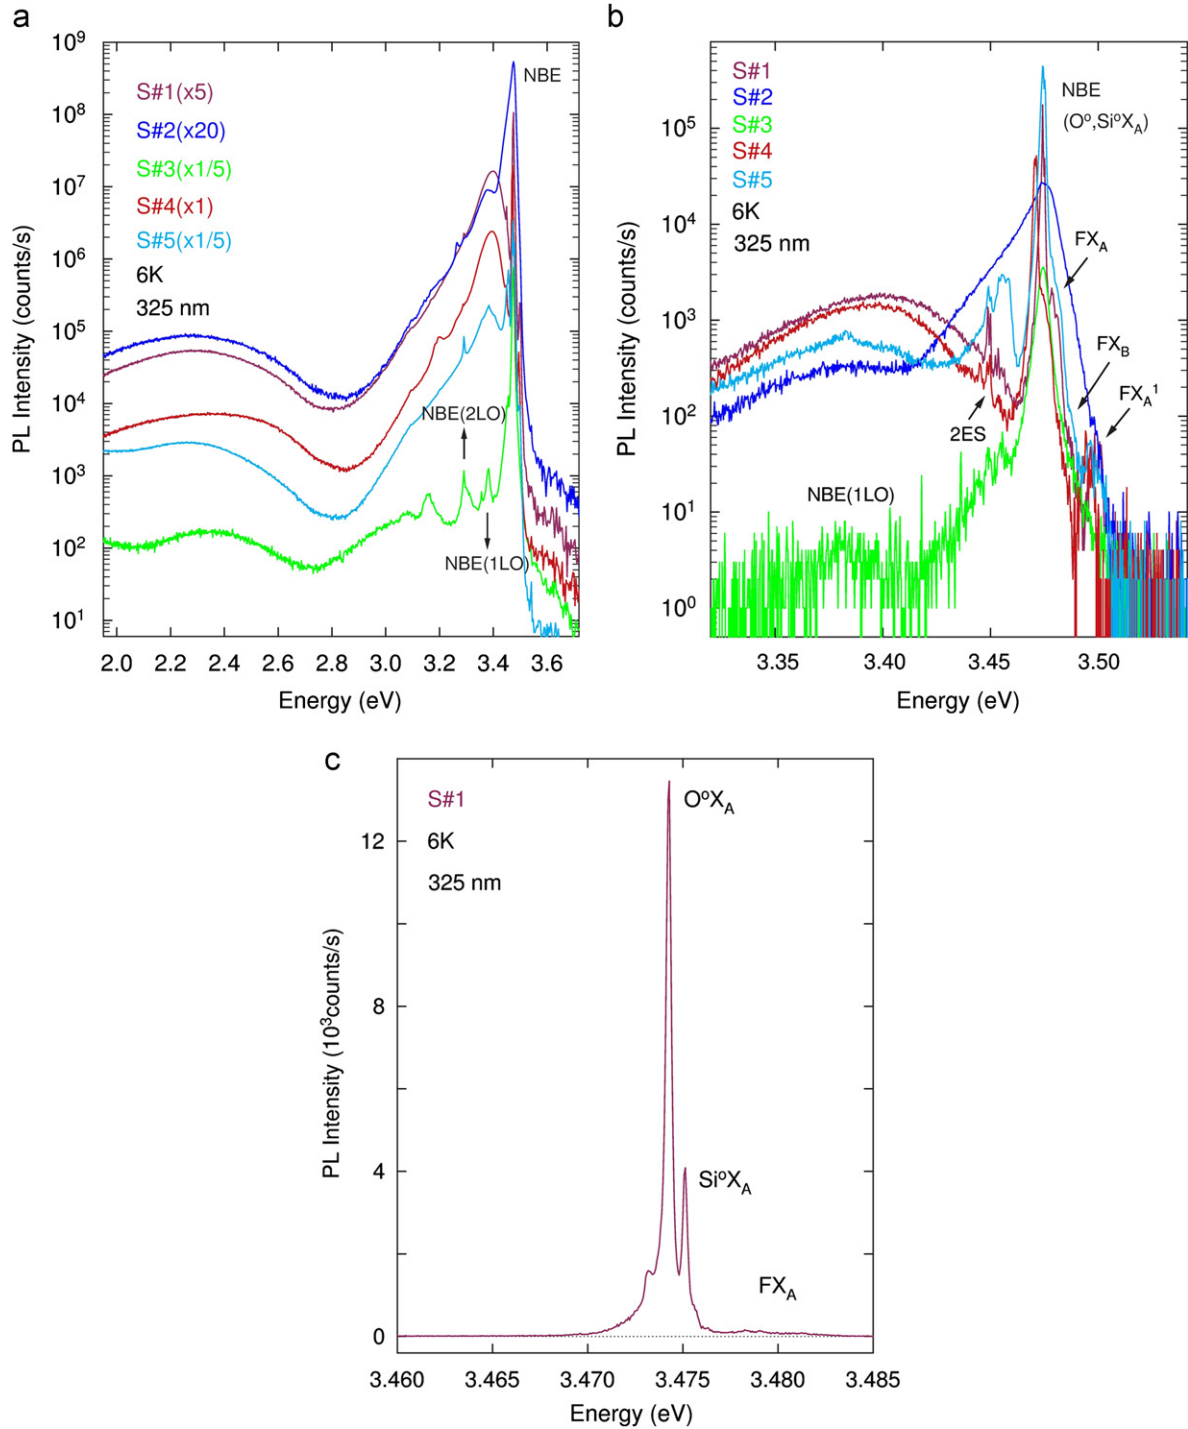 a
10⁹
10⁸
10⁷
10⁶
10⁵
10⁴
10³
10²
10¹
PL Intensity (counts/s)
S#1(x5)
S#2(x20)
S#3(x1/5)
S#4(x1)
S#5(x1/5)
6K
325 nm
NBE
NBE(2LO)
NBE(1LO)
2.0 2.2 2.4 2.6 2.8 3.0 3.2 3.4 3.6
Energy (eV)
b
10⁵
10⁴
10³
10²
10¹
10⁰
PL Intensity (counts/s)
S#1
S#2
S#3
S#4
S#5
6K
325 nm
NBE
(Oº,SiºX_A)
FX_A
FX_B
FX_A¹
2ES
NBE(1LO)
3.35 3.40 3.45 3.50
Energy (eV)
c
12
8
4
0
PL Intensity (10³counts/s)
S#1
6K
325 nm
OºX_A
SiºX_A
FX_A
3.460 3.465 3.470 3.475 3.480 3.485
Energy (eV)